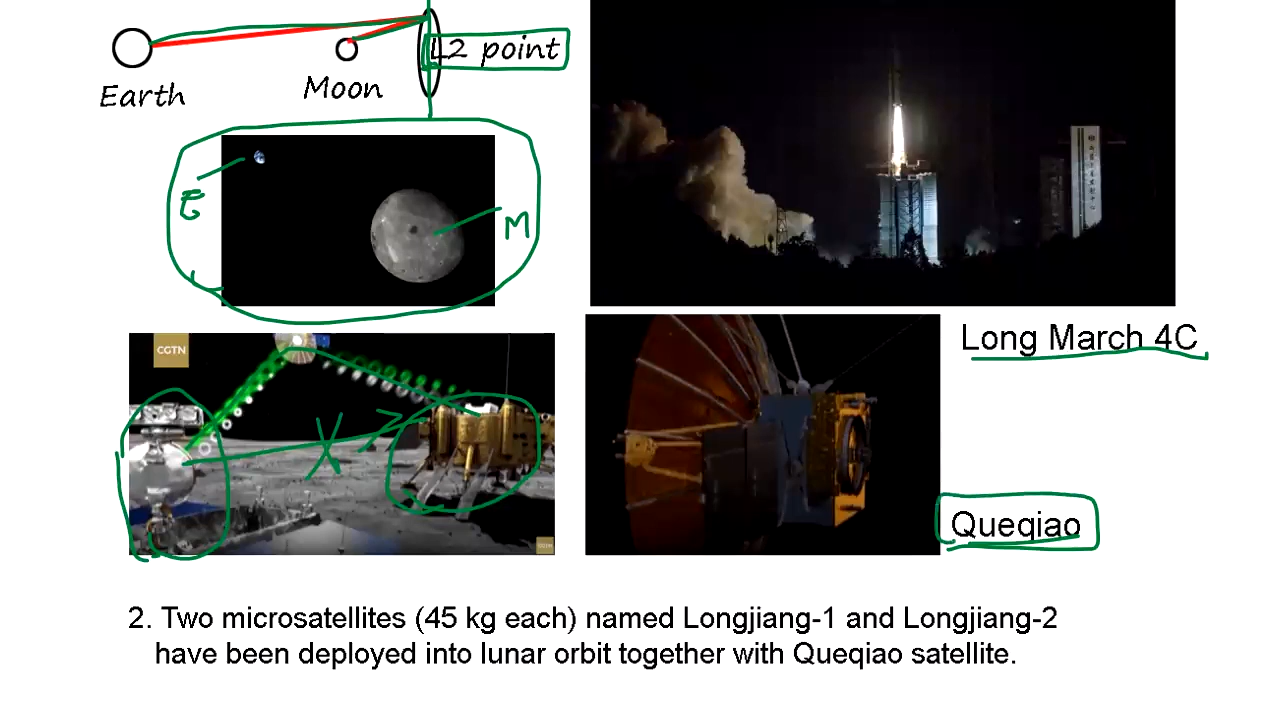 L2 point
Earth
Moon
E
M
CGTN
Long March 4C
Queqiao
2. Two microsatellites (45 kg each) named Longjiang-1 and Longjiang-2
have been deployed into lunar orbit together with Queqiao satellite.